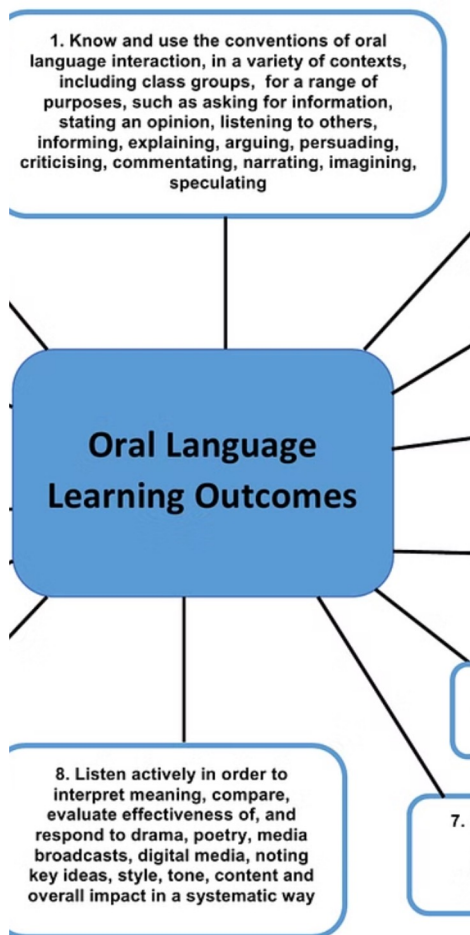 1. Know and use the conventions of oral
language interaction, in a variety of contexts,
including class groups,  for a range of
purposes, such as asking for information,
stating an opinion, listening to others,
informing, explaining, arguing, persuading,
criticising, commentating, narrating, imagining,
speculating
Oral Language
Learning Outcomes
8. Listen actively in order to
interpret meaning, compare,
evaluate effectiveness of, and
respond to drama, poetry, media
broadcasts, digital media, noting
key ideas, style, tone, content and
overall impact in a systematic way
7.